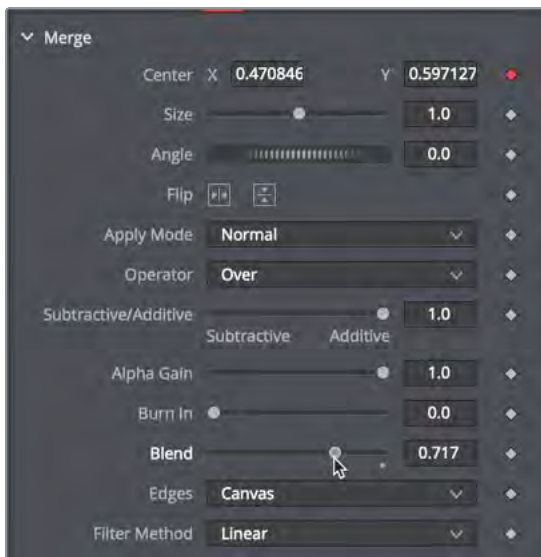 Merge
Center X 0.470846 Y 0.597127
Size 1.0
Angle 0.0
Flip
Apply Mode Normal
Operator Over
Subtractive/Additive 1.0
Subtractive Additive
Alpha Gain 1.0
Burn In 0.0
Blend 0.717
Edges Canvas
Filter Method Linear